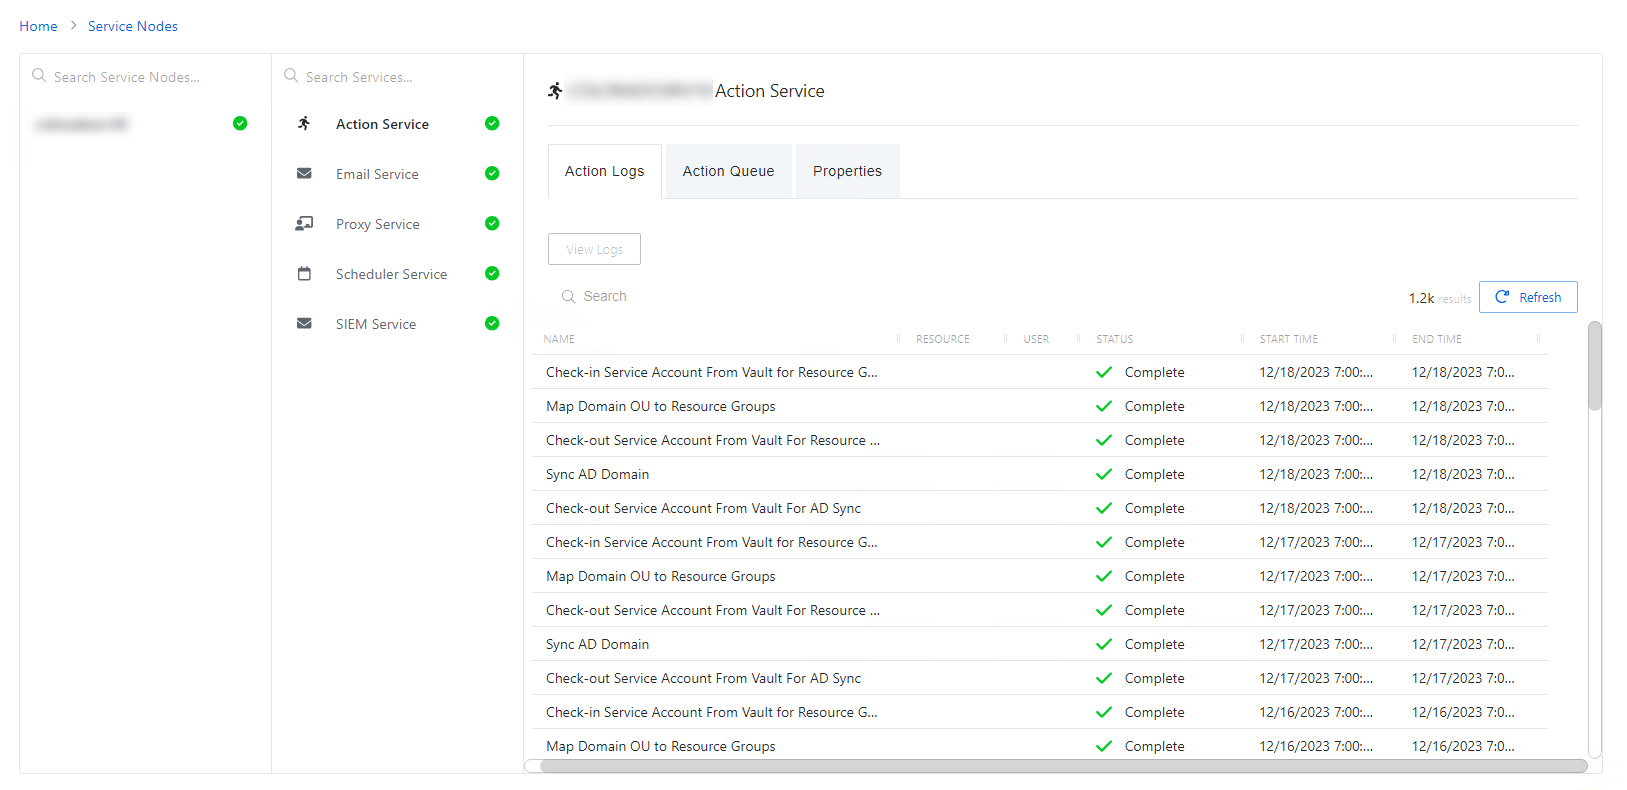 Home > Service Nodes
Search Service Nodes...
Search Services...
Action Service
Email Service
Proxy Service
Scheduler Service
SIEM Service
Action Service
Action Logs Action Queue Properties
View Logs
Search
1.2k results Refresh
NAME RESOURCE USER STATUS START TIME END TIME
Check-in Service Account From Vault for Resource G... Complete 12/18/2023 7:00:... 12/18/2023 7:0...
Map Domain OU to Resource Groups Complete 12/18/2023 7:00:... 12/18/2023 7:0...
Check-out Service Account From Vault For Resource ... Complete 12/18/2023 7:00:... 12/18/2023 7:0...
Sync AD Domain Complete 12/18/2023 7:00:... 12/18/2023 7:0...
Check-out Service Account From Vault For AD Sync Complete 12/18/2023 7:00:... 12/18/2023 7:0...
Check-in Service Account From Vault for Resource G... Complete 12/17/2023 7:00:... 12/17/2023 7:0...
Map Domain OU to Resource Groups Complete 12/17/2023 7:00:... 12/17/2023 7:0...
Check-out Service Account From Vault For Resource ... Complete 12/17/2023 7:00:... 12/17/2023 7:0...
Sync AD Domain Complete 12/17/2023 7:00:... 12/17/2023 7:0...
Check-out Service Account From Vault For AD Sync Complete 12/17/2023 7:00:... 12/17/2023 7:0...
Check-in Service Account From Vault for Resource G... Complete 12/16/2023 7:00:... 12/16/2023 7:0...
Map Domain OU to Resource Groups Complete 12/16/2023 7:00:... 12/16/2023 7:0...